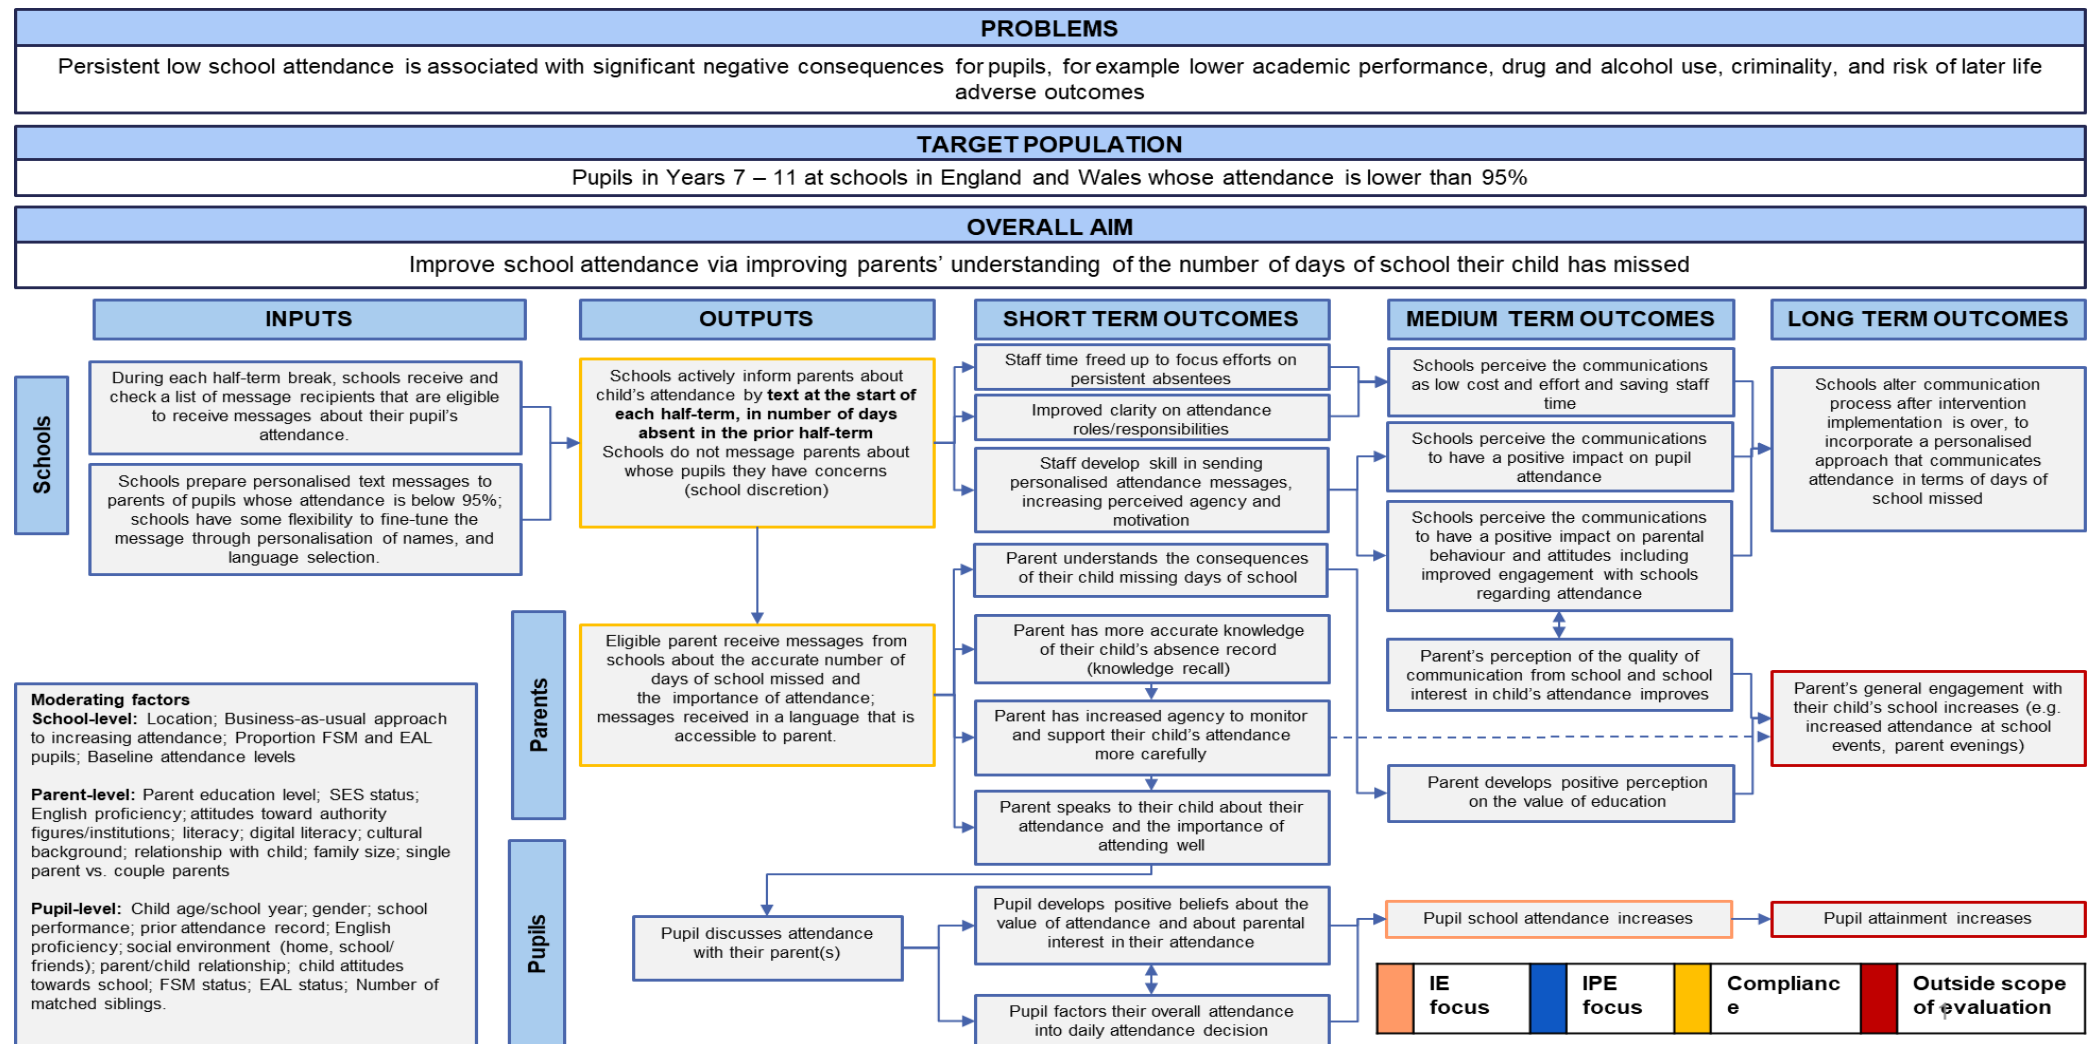 PROBLEMS
Persistent low school attendance is associated with significant negative consequences for pupils, for example lower academic performance, drug and alcohol use, criminality, and risk of later life
adverse outcomes
TARGET POPULATION
Pupils in Years 7 – 11 at schools in England and Wales whose attendance is lower than 95%
OVERALL AIM
Improve school attendance via improving parents’ understanding of the number of days of school their child has missed
INPUTS
OUTPUTS
SHORT TERM OUTCOMES
MEDIUM TERM OUTCOMES
LONG TERM OUTCOMES
Schools
During each half-term break, schools receive and
check a list of message recipients that are eligible
to receive messages about their pupil’s
attendance.
Schools prepare personalised text messages to
parents of pupils whose attendance is below 95%;
schools have some flexibility to fine-tune the
message through personalisation of names, and
language selection.
Schools actively inform parents about
child’s attendance by text at the start of
each half-term, in number of days
absent in the prior half-term
Schools do not message parents about
whose pupils they have concerns
(school discretion)
Staff time freed up to focus efforts on
persistent absentees
Improved clarity on attendance
roles/responsibilities
Staff develop skill in sending
personalised attendance messages,
increasing perceived agency and
motivation
Schools perceive the communications
as low cost and effort and saving staff
time
Schools perceive the communications
to have a positive impact on pupil
attendance
Schools perceive the communications
to have a positive impact on parental
behaviour and attitudes including
improved engagement with schools
regarding attendance
Schools alter communication
process after intervention
implementation is over, to
incorporate a personalised
approach that communicates
attendance in terms of days of
school missed
Parents
Eligible parent receive messages from
schools about the accurate number of
days of school missed and
the importance of attendance;
messages received in a language that is
accessible to parent.
Parent understands the consequences
of their child missing days of school
Parent has more accurate knowledge
of their child’s absence record
(knowledge recall)
Parent has increased agency to monitor
and support their child’s attendance
more carefully
Parent speaks to their child about their
attendance and the importance of
attending well
Parent’s perception of the quality of
communication from school and school
interest in child’s attendance improves
Parent develops positive perception
on the value of education
Parent’s general engagement with
their child’s school increases (e.g.
increased attendance at school
events, parent evenings)
Moderating factors
School-level: Location; Business-as-usual approach
to increasing attendance; Proportion FSM and EAL
pupils; Baseline attendance levels
Parent-level: Parent education level; SES status;
English proficiency; attitudes toward authority
figures/institutions; literacy; digital literacy; cultural
background; relationship with child; family size; single
parent vs. couple parents
Pupil-level: Child age/school year; gender; school
performance; prior attendance record; English
proficiency; social environment (home, school/
friends); parent/child relationship; child attitudes
towards school; FSM status; EAL status; Number of
matched siblings.
Pupils
Pupil discusses attendance
with their parent(s)
Pupil develops positive beliefs about the
value of attendance and about parental
interest in their attendance
Pupil factors their overall attendance
into daily attendance decision
Pupil school attendance increases
Pupil attainment increases
IE
focus
IPE
focus
Complianc
e
Outside scope
of evaluation
1